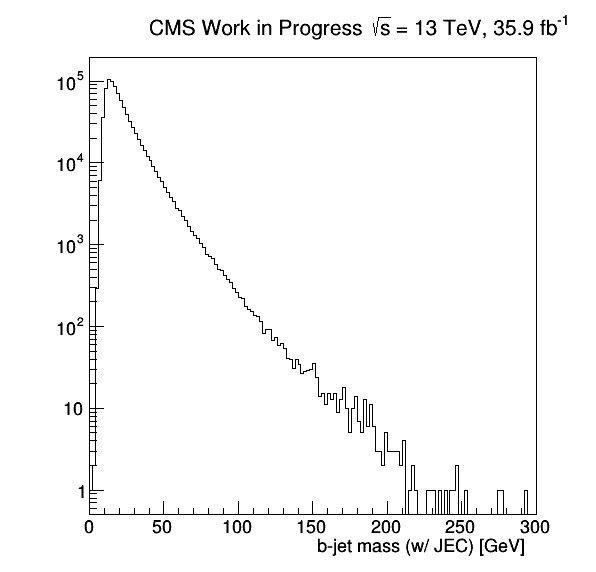 CMS Work in Progress √s = 13 TeV, 35.9 fb⁻¹
10⁵
10⁴
10³
10²
10
1
0 50 100 150 200 250 300
b-jet mass (w/ JEC) [GeV]